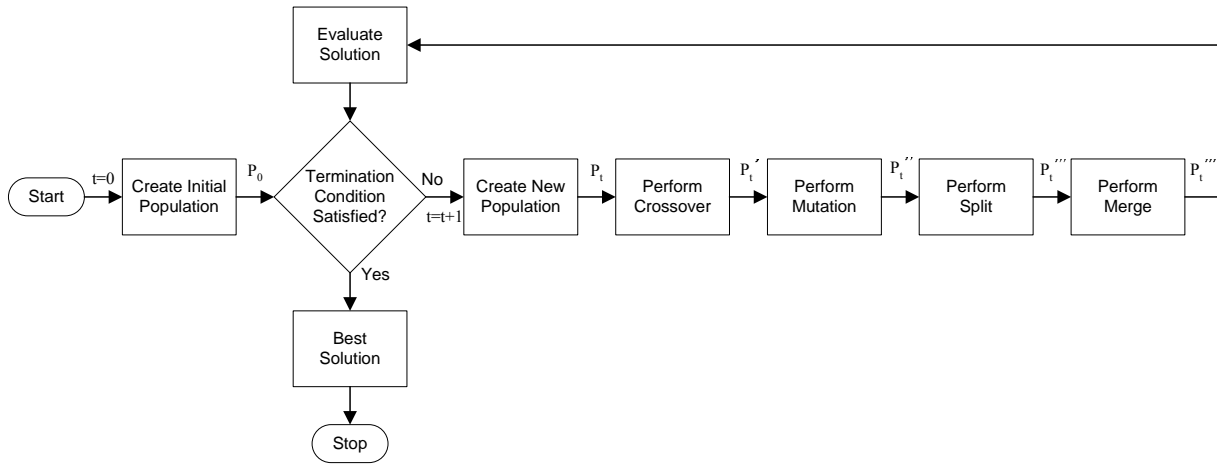 Evaluate
Solution
Start
t=0
Create Initial
Population
P0
Termination
Condition
Satisfied?
No
t=t+1
Create New
Population
Pt
Perform
Crossover
Pt′
Perform
Mutation
Pt′′
Perform
Split
Pt′′′
Perform
Merge
Pt′′′′
Yes
Best
Solution
Stop